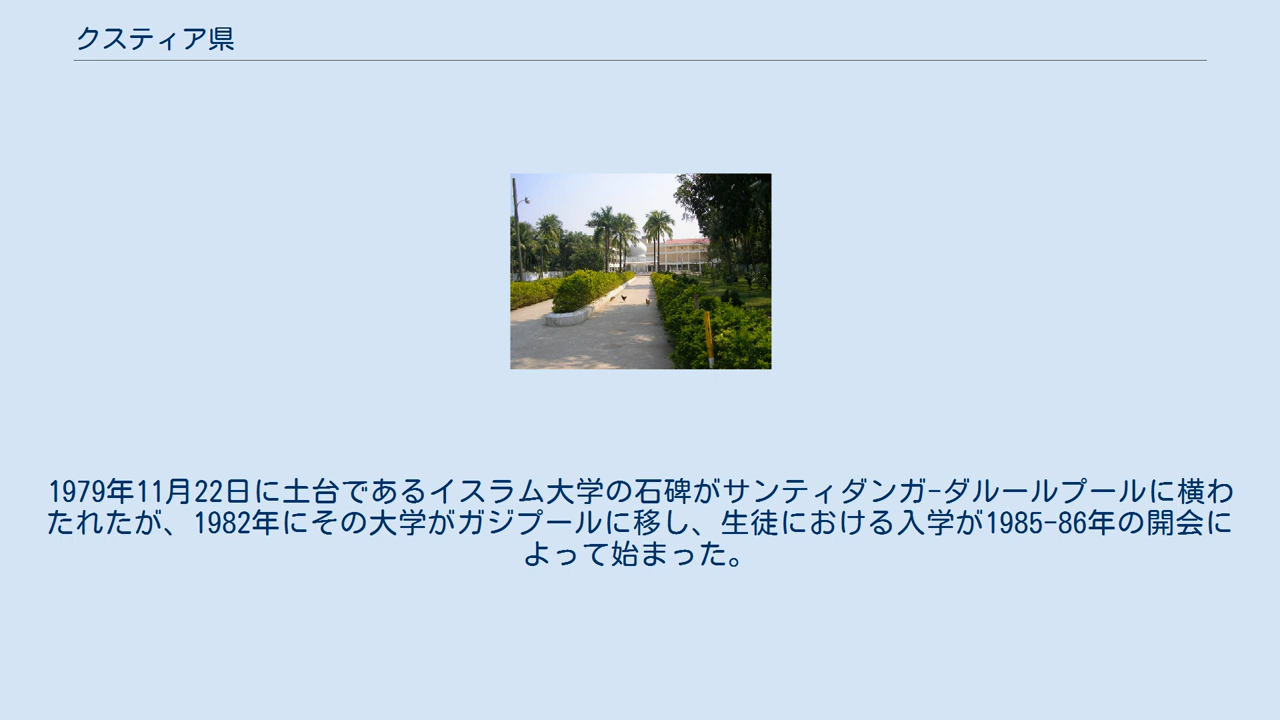 クスティア県
1979年11月22日に土台であるイスラム大学の石碑がサンティダンガ-ダルールプールに横わ
たれたが、1982年にその大学がガジプールに移し、生徒における入学が1985-86年の開会に
よって始まった。